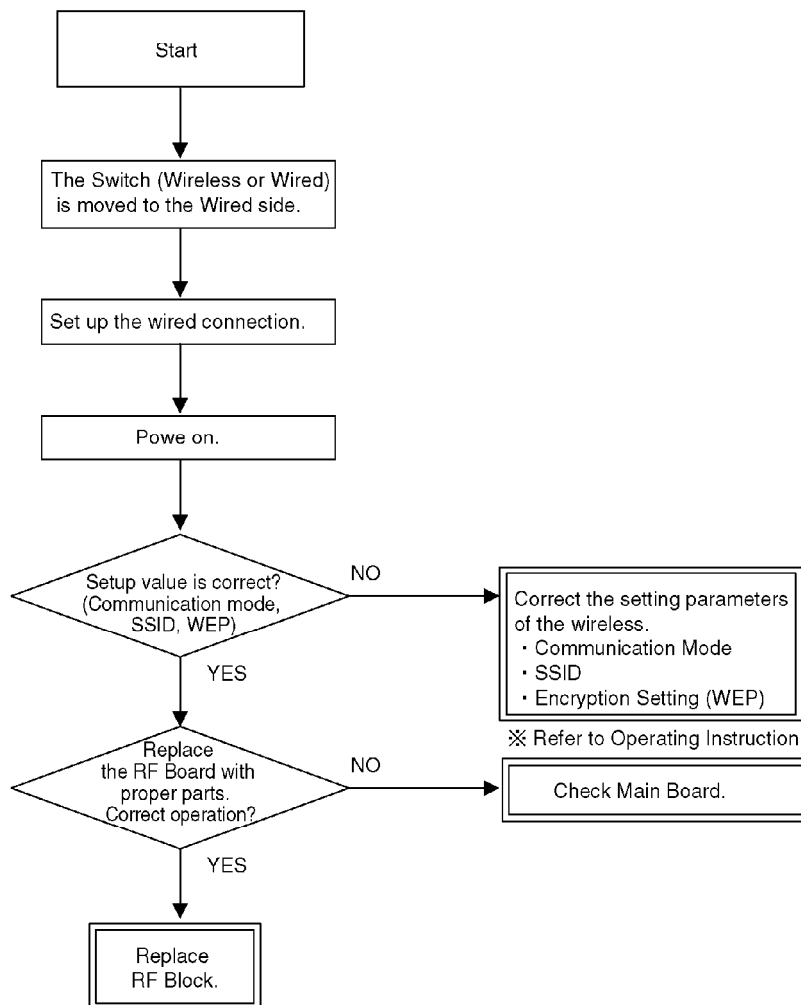 Start
The Switch (Wireless or Wired)
is moved to the Wired side.
Set up the wired connection.
Powe on.
Setup value is correct?
(Communication mode,
SSID, WEP)
NO
Correct the setting parameters
of the wireless.
・Communication Mode
・SSID
・Encryption Setting (WEP)
※ Refer to Operating Instruction
YES
Replace
the RF Board with
proper parts.
Correct operation?
NO
Check Main Board.
YES
Replace
RF Block.